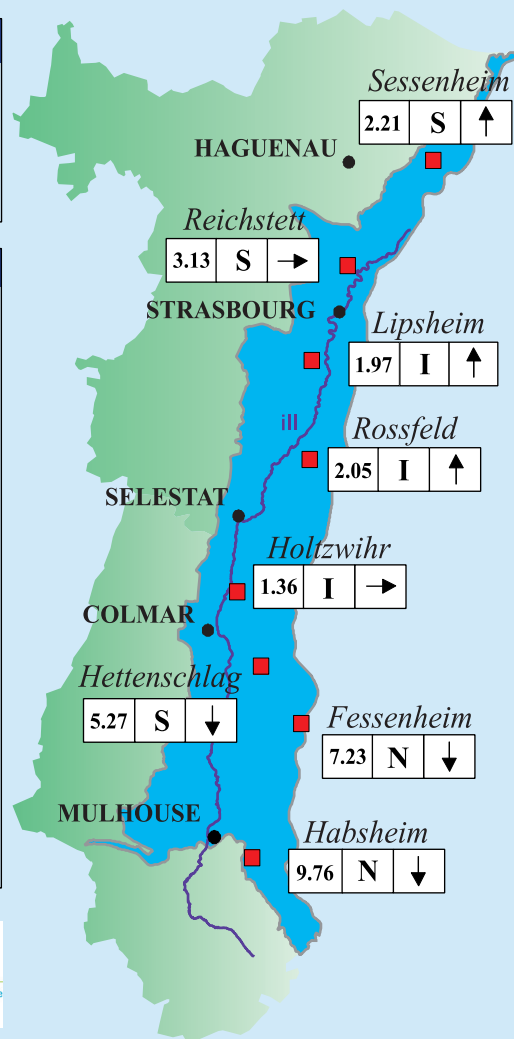 Sessenheim
2.21 S ↑
HAGUENAU
Reichstett
3.13 S →
STRASBOURG
Lipsheim
1.97 I ↑
ill
Rossfeld
2.05 I ↑
SELESTAT
Holtzwihr
1.36 I →
COLMAR
Hettenschlag
5.27 S ↓
Fessenheim
7.23 N ↓
MULHOUSE
Habsheim
9.76 N ↓
e